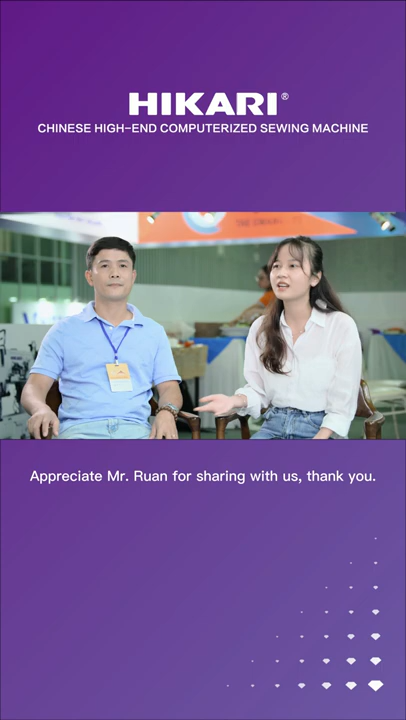 HIKARI®
CHINESE HIGH-END COMPUTERIZED SEWING MACHINE
Appreciate Mr. Ruan for sharing with us, thank you.